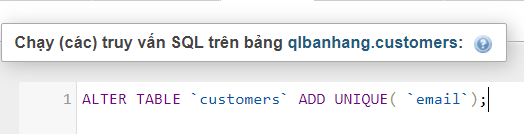 Chạy (các) truy vấn SQL trên bảng qlbanhang.customers:
1 ALTER TABLE `customers` ADD UNIQUE( `email`);